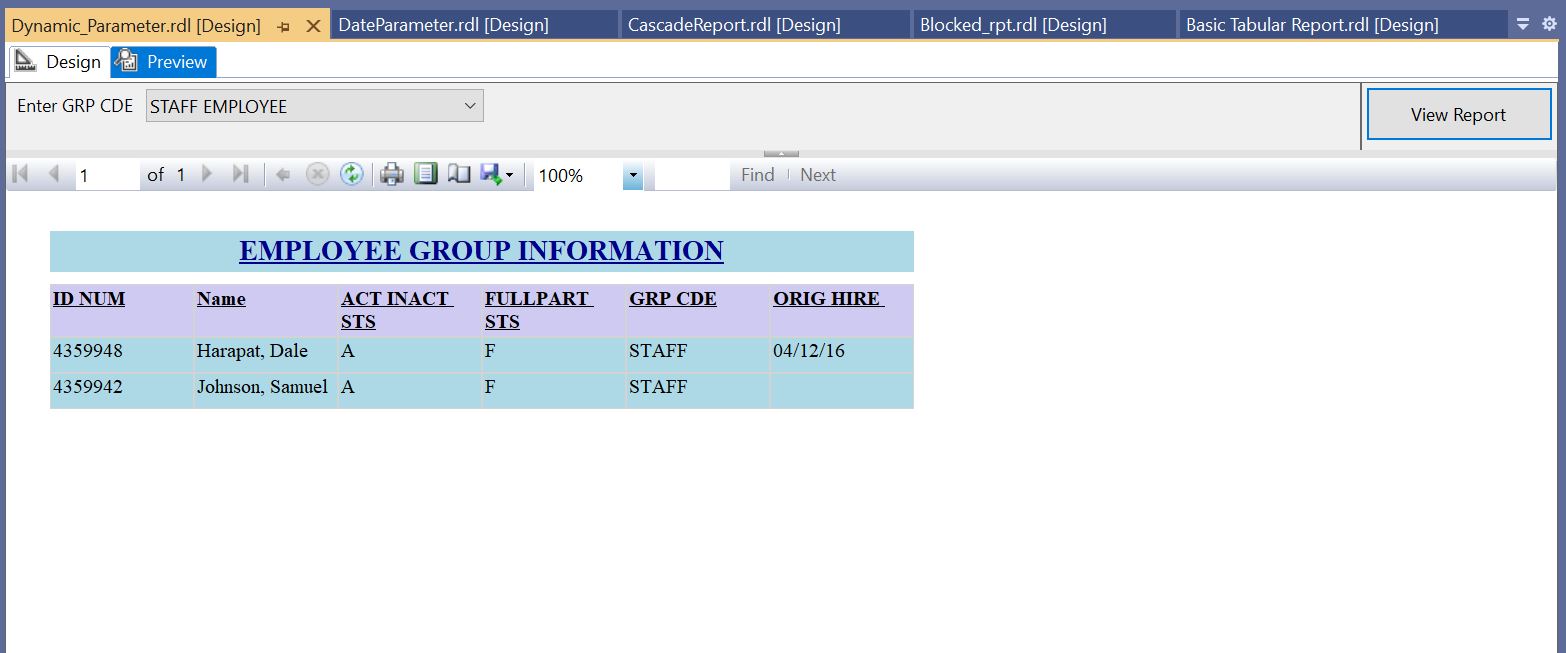 Dynamic_Parameter.rdl [Design] DateParameter.rdl [Design] CascadeReport.rdl [Design] Blocked_rpt.rdl [Design] Basic Tabular Report.rdl [Design]
Design Preview
Enter GRP CDE STAFF EMPLOYEE View Report
1 of 1 100% Find Next
EMPLOYEE GROUP INFORMATION
ID NUM Name ACT INACT STS FULLPART STS GRP CDE ORIG HIRE
4359948 Harapat, Dale A F STAFF 04/12/16
4359942 Johnson, Samuel A F STAFF